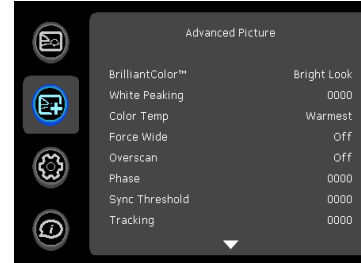 Advanced Picture
BrilliantColor™ Bright Look
White Peaking 0000
Color Temp Warmest
Force Wide Off
Overscan Off
Phase 0000
Sync Threshold 0000
Tracking 0000